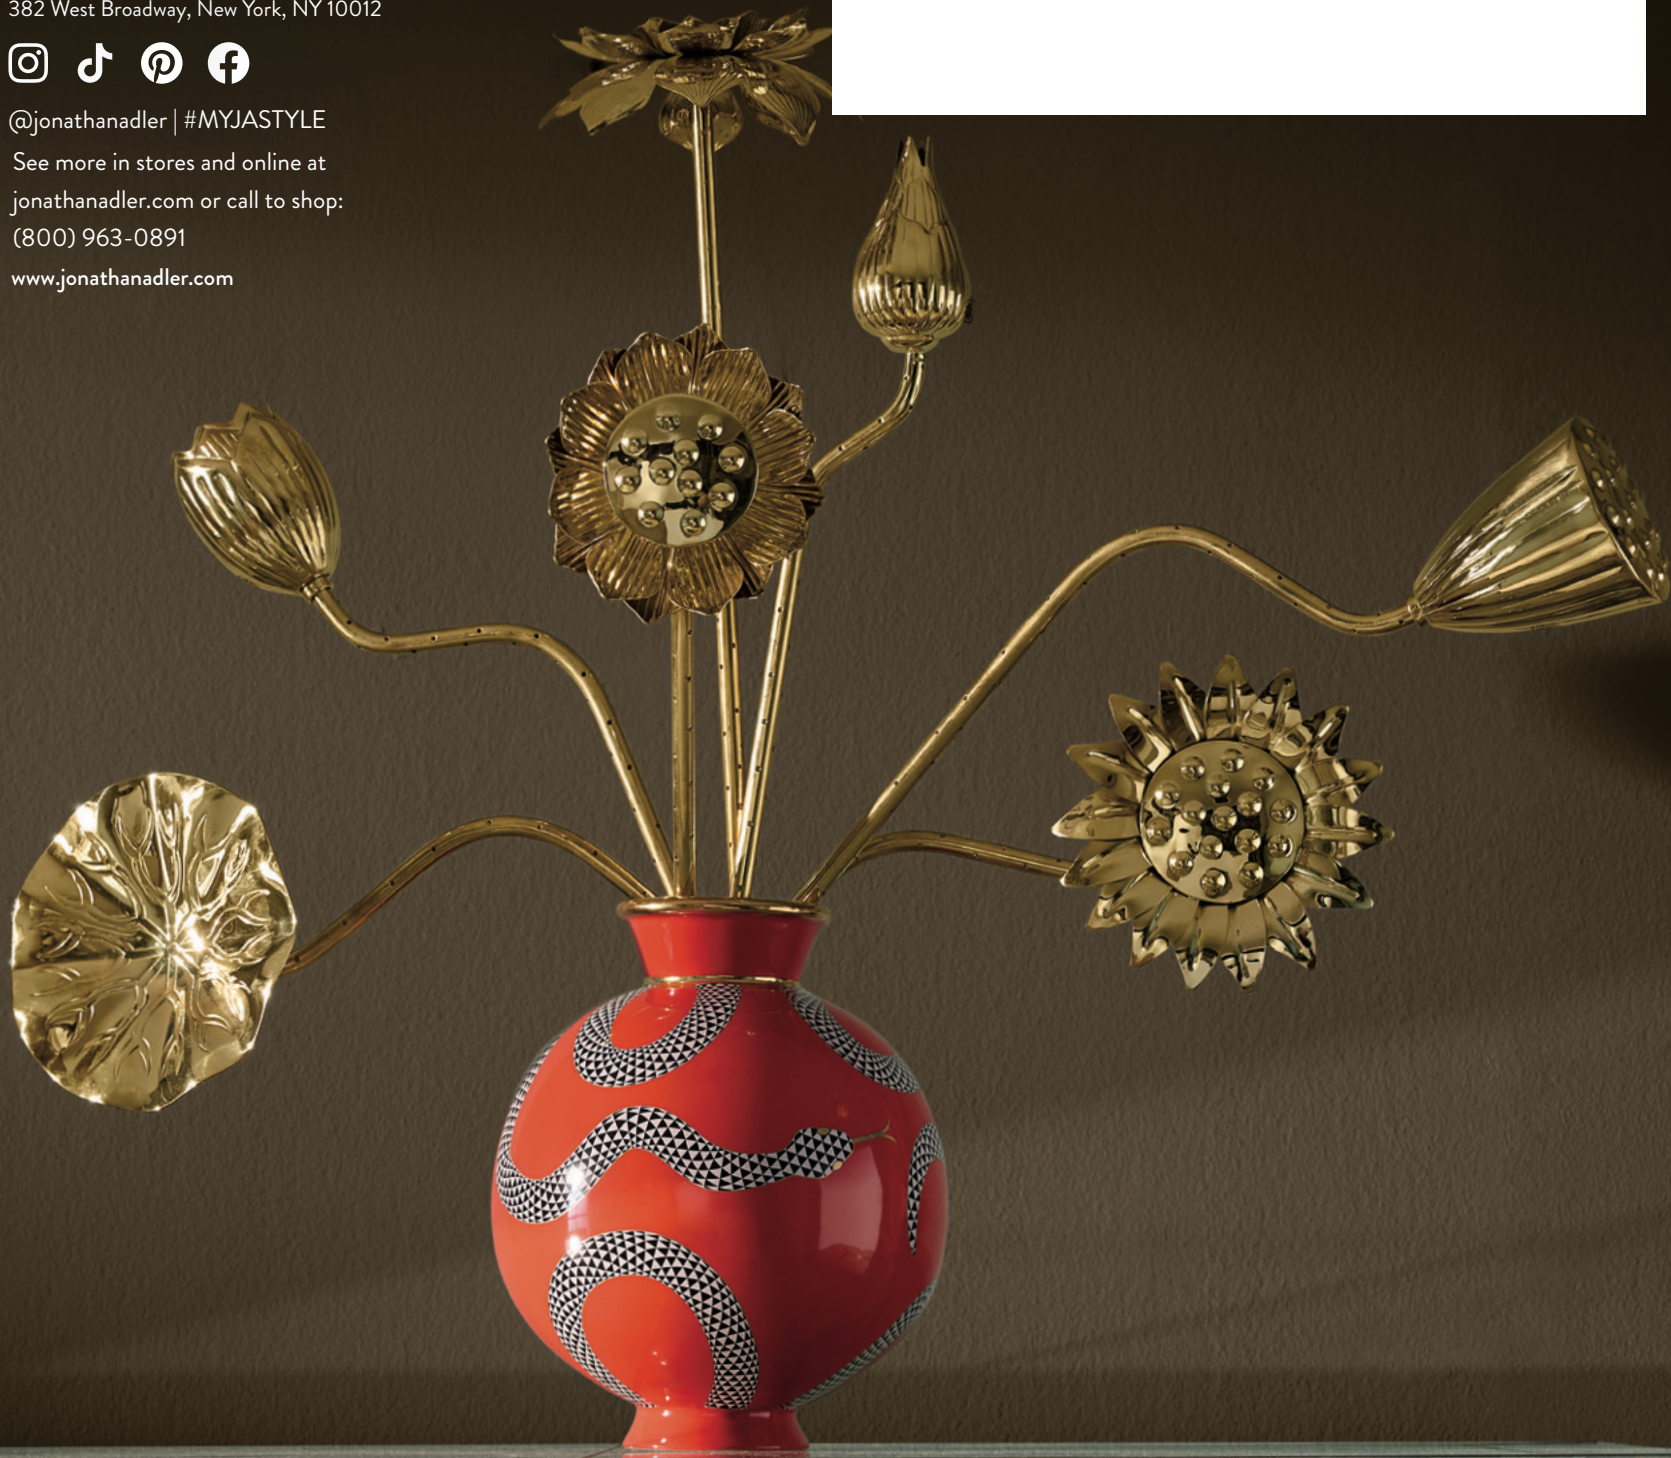 382 West Broadway, New York, NY 10012
@jonathanadler | #MYJASTYLE
See more in stores and online at
jonathanadler.com or call to shop:
(800) 963-0891
www.jonathanadler.com